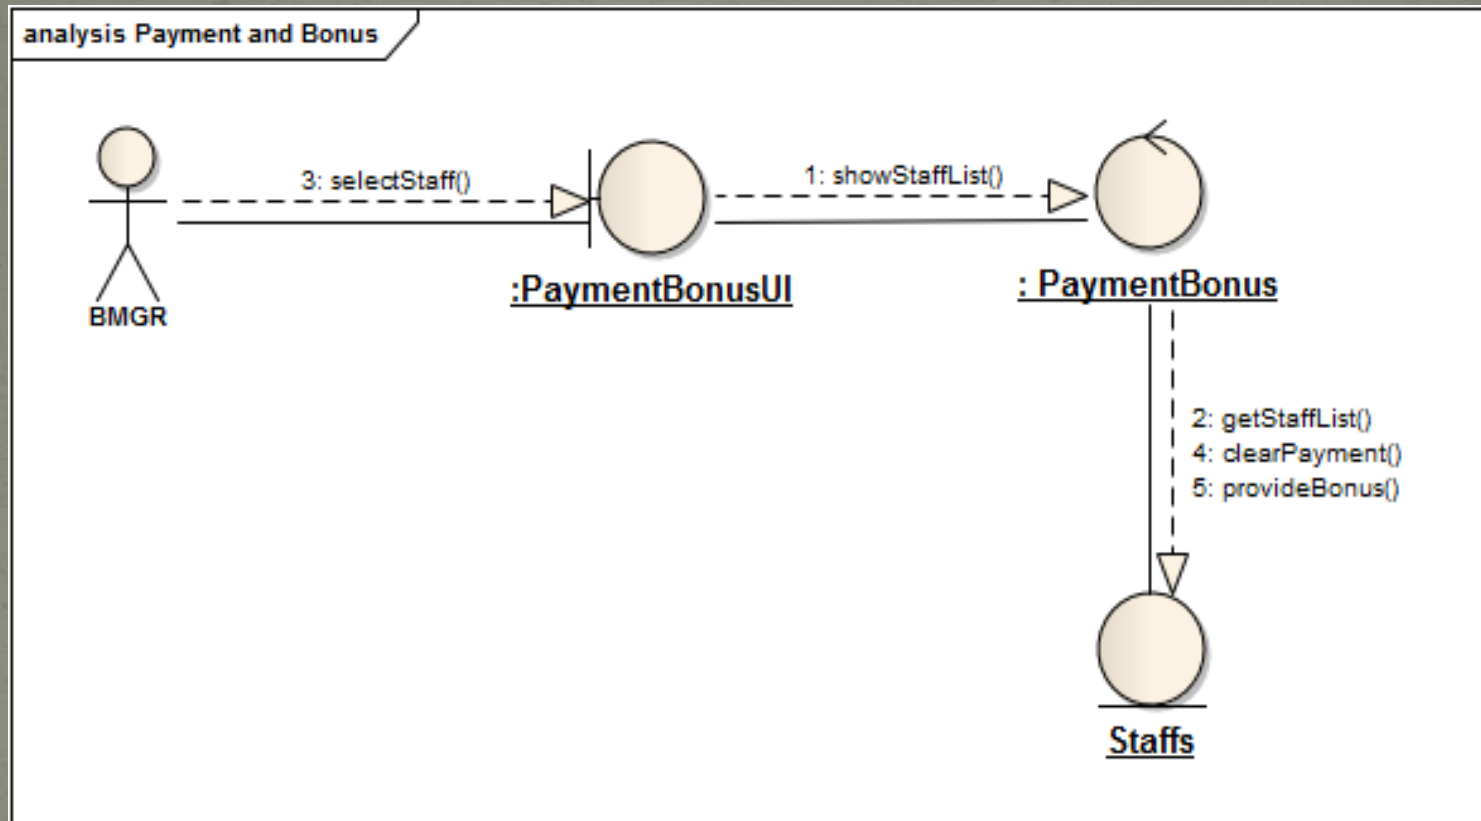 analysis Payment and Bonus
3: selectStaff()
1: showStaffList()
:PaymentBonusUI
: PaymentBonus
BMGR
2: getStaffList()
4: clearPayment()
5: provideBonus()
Staffs